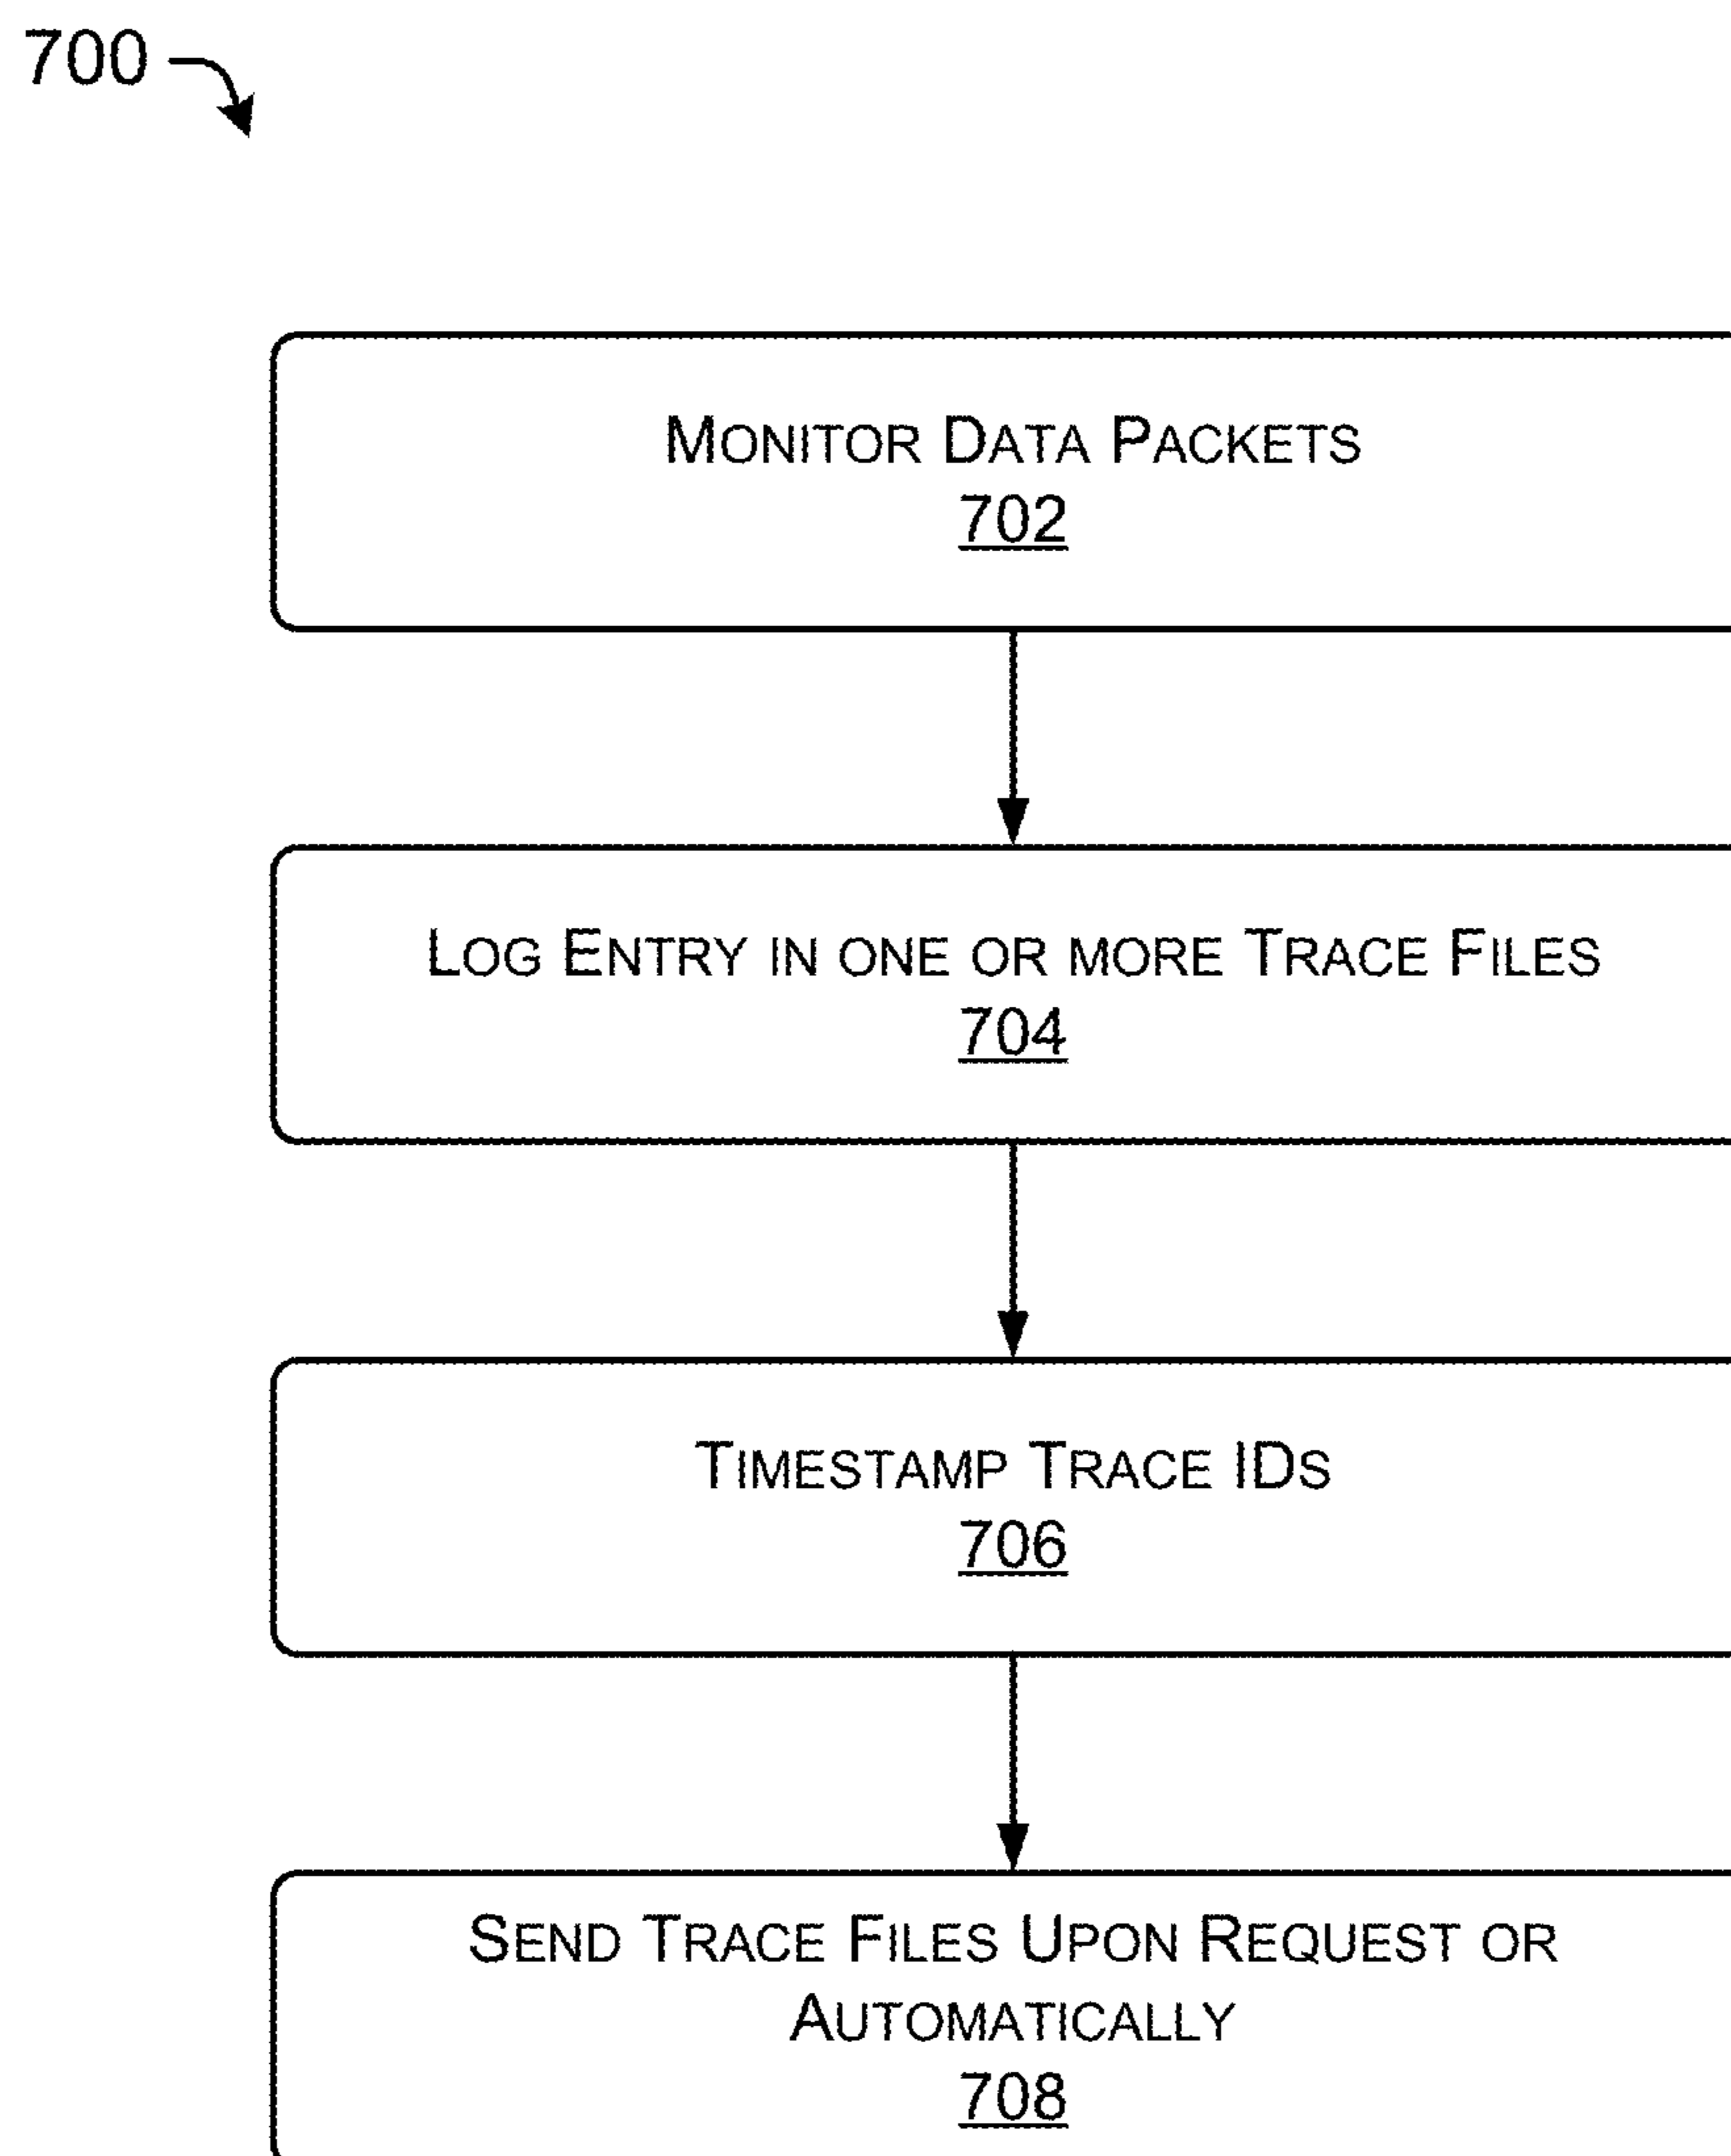 700
MONITOR DATA PACKETS
702
LOG ENTRY IN ONE OR MORE TRACE FILES
704
TIMESTAMP TRACE IDS
706
SEND TRACE FILES UPON REQUEST OR
AUTOMATICALLY
708